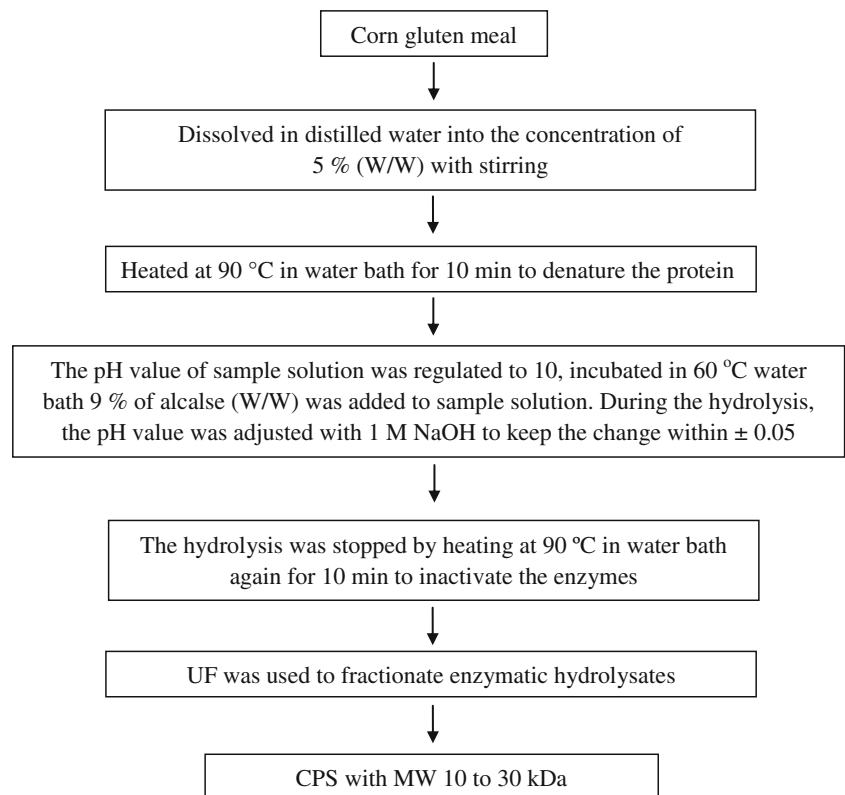 Corn gluten meal
Dissolved in distilled water into the concentration of
5 % (W/W) with stirring
Heated at 90 °C in water bath for 10 min to denature the protein
The pH value of sample solution was regulated to 10, incubated in 60 °C water
bath 9 % of alcalse (W/W) was added to sample solution. During the hydrolysis,
the pH value was adjusted with 1 M NaOH to keep the change within ± 0.05
The hydrolysis was stopped by heating at 90 ºC in water bath
again for 10 min to inactivate the enzymes
UF was used to fractionate enzymatic hydrolysates
CPS with MW 10 to 30 kDa